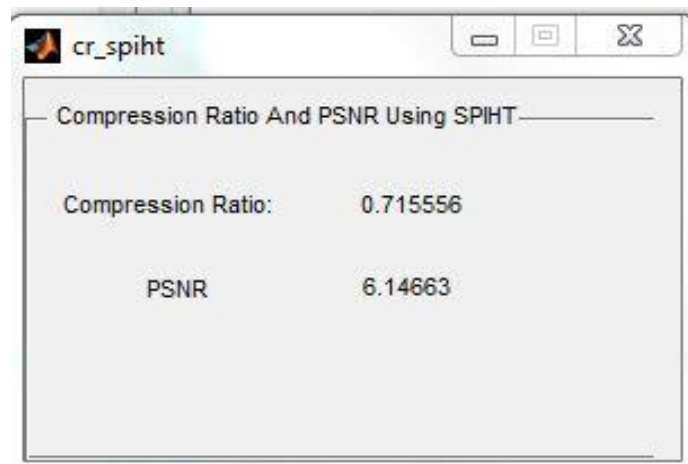 cr_spiht
Compression Ratio And PSNR Using SPIHT
Compression Ratio: 0.715556
PSNR 6.14663